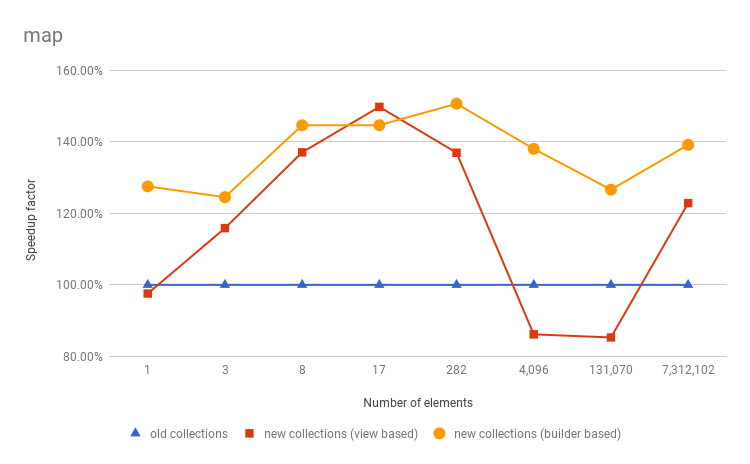 map
160.00%
140.00%
120.00%
100.00%
80.00%
Speedup factor
1 3 8 17 282 4,096 131,070 7,312,102
Number of elements
old collections new collections (view based) new collections (builder based)